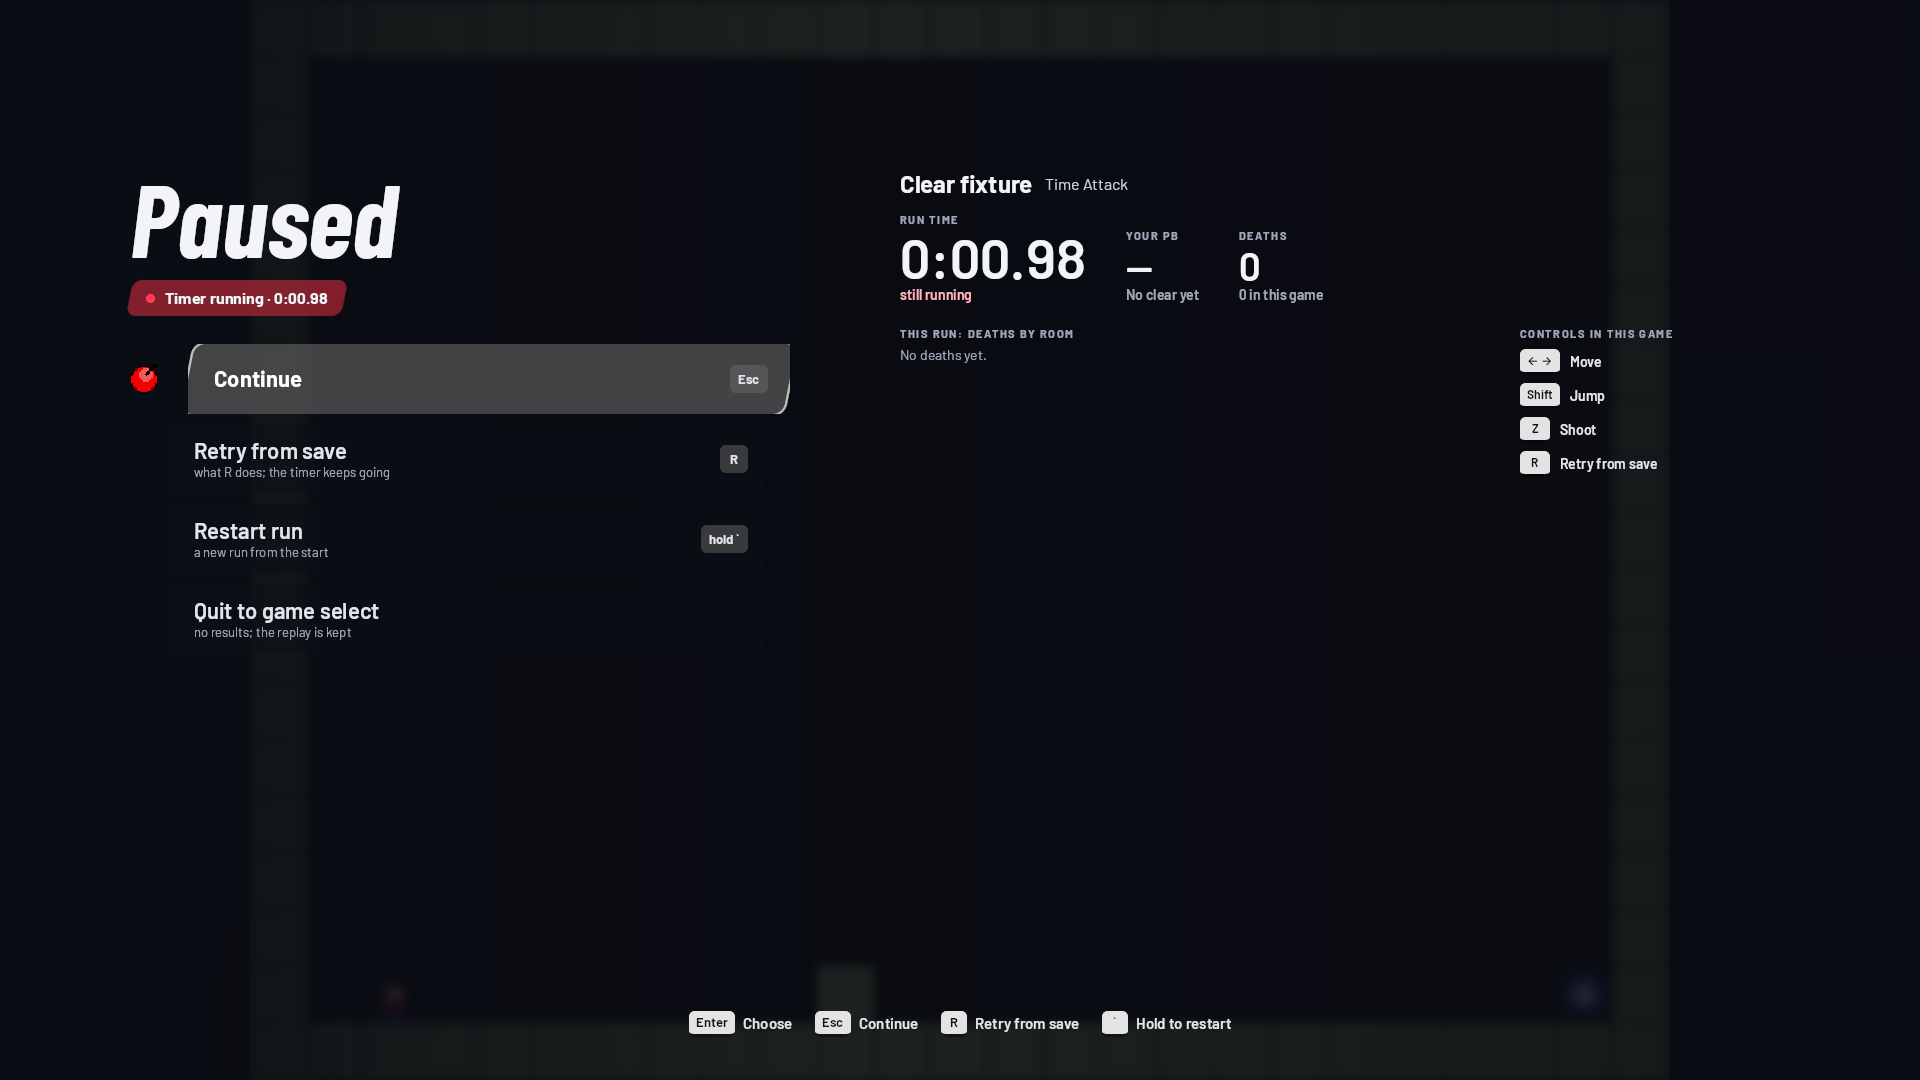 Paused
Timer running · 0:00.98
Continue
Esc
Retry from save
what R does; the timer keeps going
R
Restart run
a new run from the start
hold `
Quit to game select
no results; the replay is kept
Clear fixture Time Attack
RUN TIME
0:00.98
still running
YOUR PB
—
No clear yet
DEATHS
0
0 in this game
THIS RUN: DEATHS BY ROOM
No deaths yet.
CONTROLS IN THIS GAME
← → Move
Shift Jump
Z Shoot
R Retry from save
Enter Choose Esc Continue R Retry from save ` Hold to restart